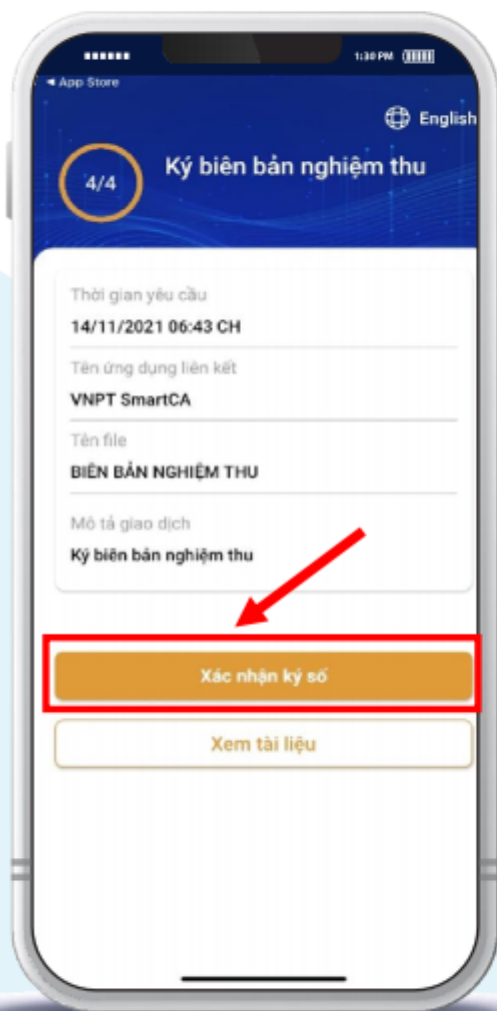 1:30 PM
◄ App Store
English
4/4
Ký biên bản nghiệm thu
Thời gian yêu cầu
14/11/2021 06:43 CH
Tên ứng dụng liên kết
VNPT SmartCA
Tên file
BIÊN BẢN NGHIỆM THU
Mô tả giao dịch
Ký biên bản nghiệm thu
Xác nhận ký số
Xem tài liệu